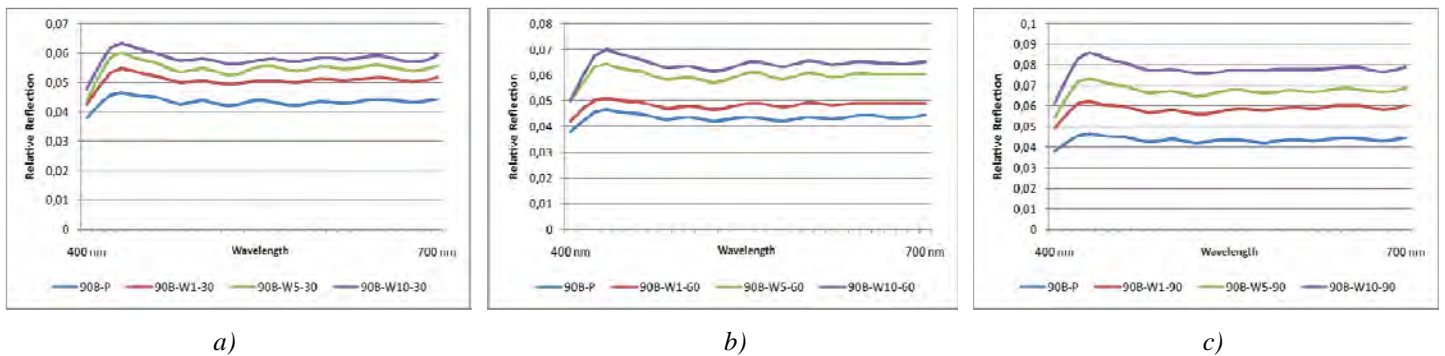 0,07
0,06
0,05
0,04
0,03
0,02
0,01
0
Relative Reflection
400 nm
Wavelength
700 nm
90B-P 90B-W1-30 90B-W5-30 90B-W10-30
a)
0,08
0,07
0,06
0,05
0,04
0,03
0,02
0,01
0
Relative Reflection
400 nm
Wavelength
700 nm
90B-P 90B-W1-60 90B-W5-60 90B-W10-60
b)
0,1
0,09
0,08
0,07
0,06
0,05
0,04
0,03
0,02
0,01
0
Relative Reflection
400 nm
Wavelength
700 nm
90B-P 90B-W1-90 90B-W5-90 90B-W10-90
c)